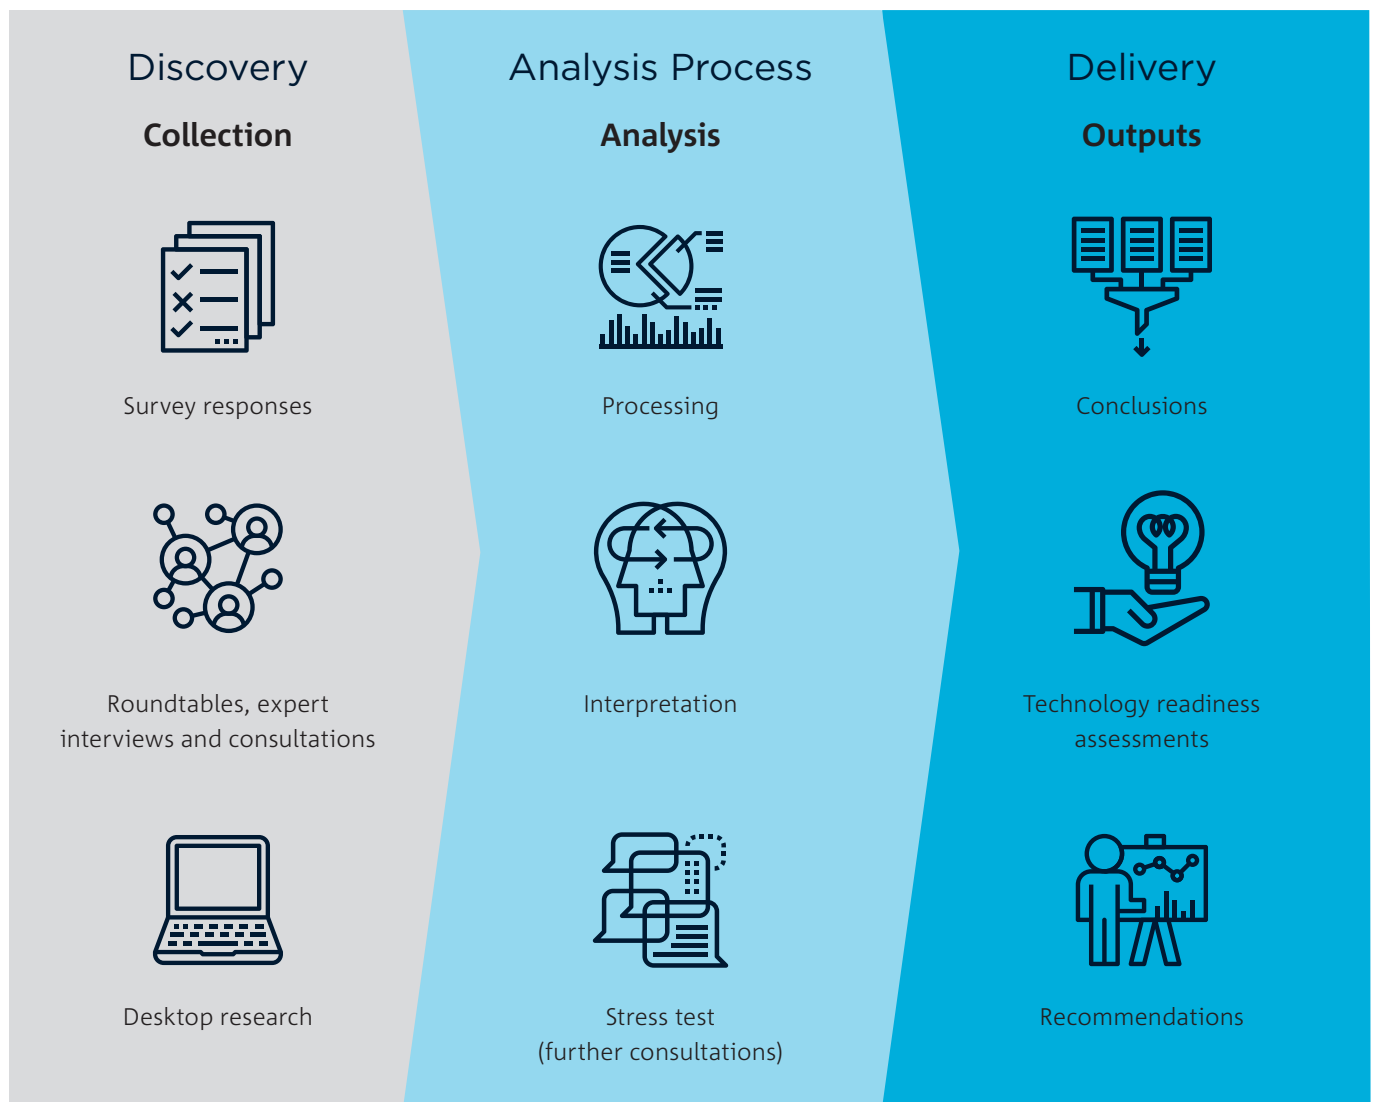 Discovery
Collection
Survey responses
Roundtables, expert
interviews and consultations
Desktop research
Analysis Process
Analysis
Processing
Interpretation
Stress test
(further consultations)
Delivery
Outputs
Conclusions
Technology readiness
assessments
Recommendations